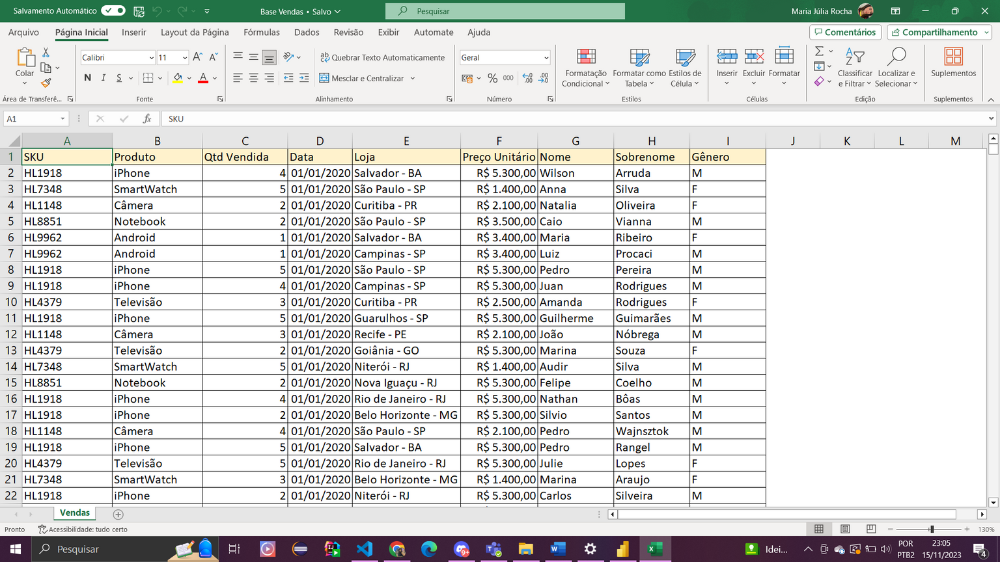 Salvamento Automático
Base Vendas • Salvo
Pesquisar
Maria Júlia Rocha
Arquivo Página Inicial Inserir Layout da Página Fórmulas Dados Revisão Exibir Automate Ajuda
Comentários Compartilhamento
Colar
Calibri 11
N I S
ab Quebrar Texto Automaticamente
Mesclar e Centralizar
Geral
% 000
Formatação Condicional
Formatar como Tabela
Estilos de Célula
Inserir Excluir Formatar
Classificar e Filtrar
Localizar e Selecionar
Suplementos
Área de Transferê... Fonte Alinhamento Número Estilos Células Edição Suplementos
A1 fx SKU
A B C D E F G H I J K L M
1 SKU Produto Qtd Vendida Data Loja Preço Unitário Nome Sobrenome Gênero
2 HL1918 iPhone 4 01/01/2020 Salvador - BA R$ 5.300,00 Wilson Arruda M
3 HL7348 SmartWatch 5 01/01/2020 São Paulo - SP R$ 1.400,00 Anna Silva F
4 HL1148 Câmera 2 01/01/2020 Curitiba - PR R$ 2.100,00 Natalia Oliveira F
5 HL8851 Notebook 2 01/01/2020 São Paulo - SP R$ 3.500,00 Caio Vianna M
6 HL9962 Android 1 01/01/2020 Salvador - BA R$ 3.400,00 Maria Ribeiro F
7 HL9962 Android 1 01/01/2020 Campinas - SP R$ 3.400,00 Luiz Procaci M
8 HL1918 iPhone 5 01/01/2020 São Paulo - SP R$ 5.300,00 Pedro Pereira M
9 HL1918 iPhone 4 01/01/2020 Campinas - SP R$ 5.300,00 Juan Rodrigues M
10 HL4379 Televisão 3 01/01/2020 Curitiba - PR R$ 2.500,00 Amanda Rodrigues F
11 HL1918 iPhone 5 01/01/2020 Guarulhos - SP R$ 5.300,00 Guilherme Guimarães M
12 HL1148 Câmera 3 01/01/2020 Recife - PE R$ 2.100,00 João Nóbrega M
13 HL4379 Televisão 2 01/01/2020 Goiânia - GO R$ 5.300,00 Marina Souza F
14 HL7348 SmartWatch 5 01/01/2020 Niterói - RJ R$ 1.400,00 Audir Silva M
15 HL8851 Notebook 2 01/01/2020 Nova Iguaçu - RJ R$ 5.300,00 Felipe Coelho M
16 HL1918 iPhone 4 01/01/2020 Rio de Janeiro - RJ R$ 5.300,00 Nathan Bôas M
17 HL1918 iPhone 2 01/01/2020 Belo Horizonte - MG R$ 5.300,00 Silvio Santos M
18 HL1148 Câmera 4 01/01/2020 São Paulo - SP R$ 2.100,00 Pedro Wajnsztok M
19 HL1918 iPhone 5 01/01/2020 Salvador - BA R$ 5.300,00 Pedro Rangel M
20 HL4379 Televisão 5 01/01/2020 Rio de Janeiro - RJ R$ 5.300,00 Julie Lopes F
21 HL7348 SmartWatch 3 01/01/2020 Belo Horizonte - MG R$ 1.400,00 Marina Araujo F
22 HL1918 iPhone 2 01/01/2020 Niterói - RJ R$ 5.300,00 Carlos Silveira M
Vendas
Pronto Acessibilidade: tudo certo 130%
Pesquisar Idei... POR 23:05
PTB2 15/11/2023 4